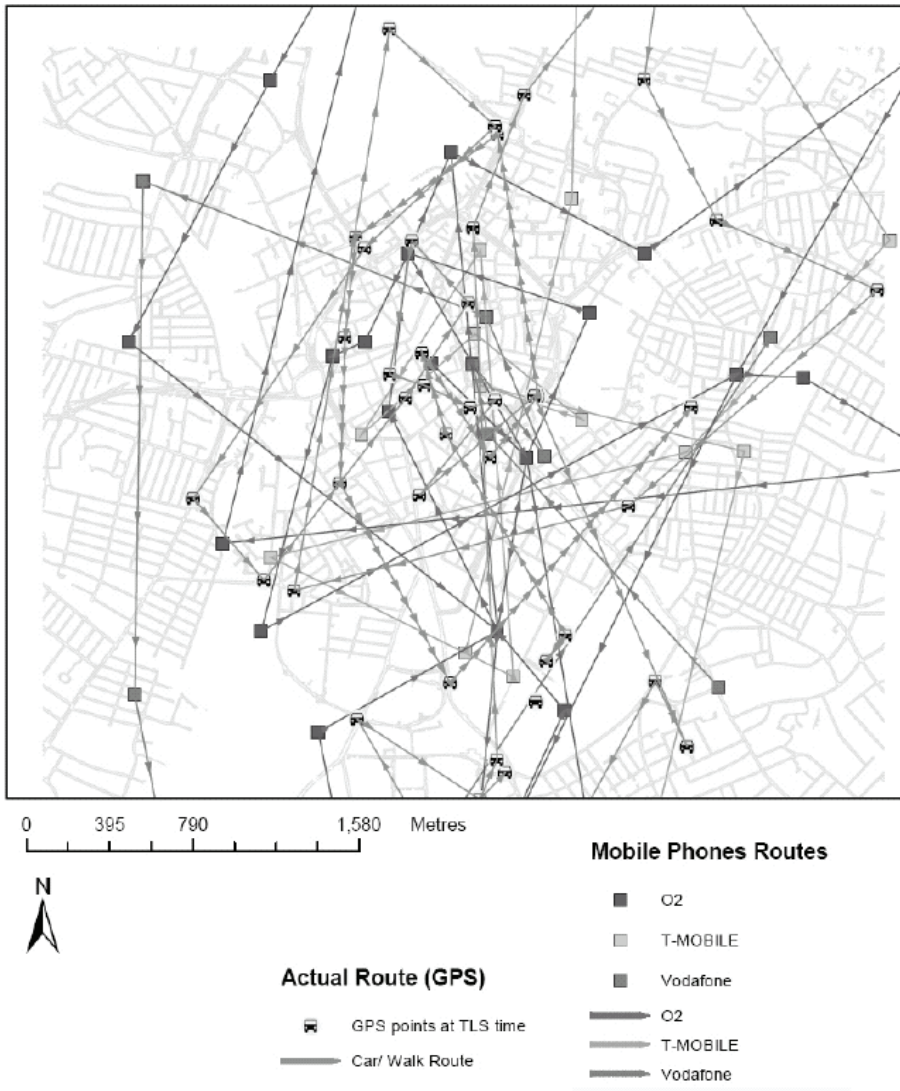 0 395 790 1,580 Metres
N
Mobile Phones Routes
O2
T-MOBILE
Vodafone
O2
T-MOBILE
Vodafone
Actual Route (GPS)
GPS points at TLS time
Car/ Walk Route